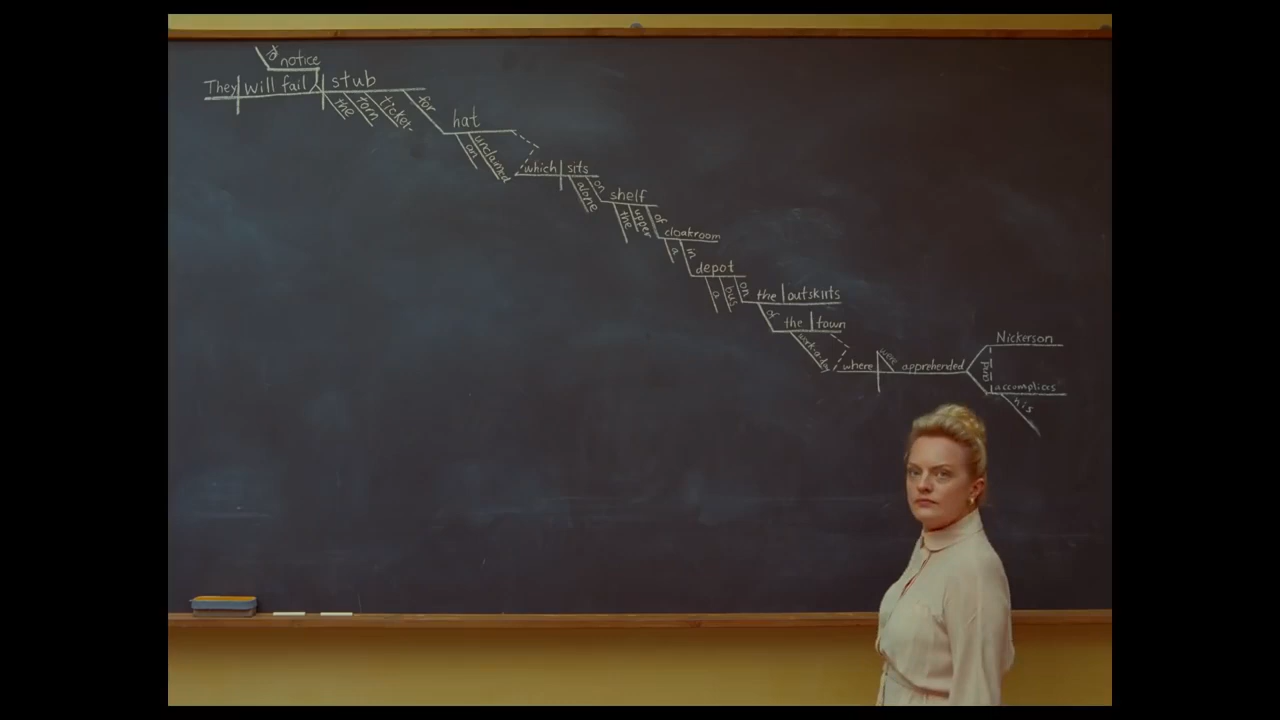 to
notice
They will fail stub
the torn ticket- for
hat
an unclaimed
which sits
alone on
shelf
the upper of
cloakroom
a in
depot
a bus on
the outskirts
of
the town
work-a-day
where were apprehended
Nickerson
and
accomplices
his